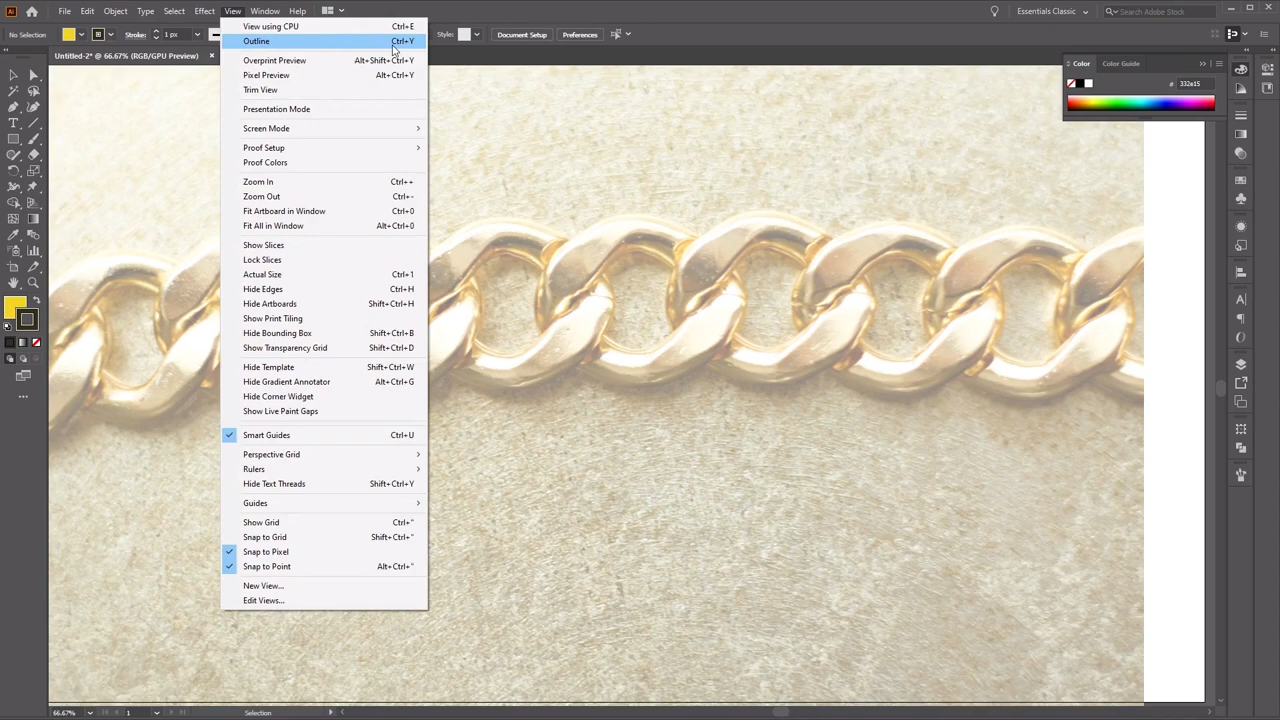 Ai File Edit Object Type Select Effect View Window Help Essentials Classic Search Adobe Stock
No Selection Stroke: 1 px Style: Document Setup Preferences
Untitled-2* @ 66.67% (RGB/GPU Preview) ×
View using CPU Ctrl+E
Outline Ctrl+Y
Overprint Preview Alt+Shift+Ctrl+Y
Pixel Preview Alt+Ctrl+Y
Trim View
Presentation Mode
Screen Mode
Proof Setup
Proof Colors
Zoom In Ctrl++
Zoom Out Ctrl+-
Fit Artboard in Window Ctrl+0
Fit All in Window Alt+Ctrl+0
Show Slices
Lock Slices
Actual Size Ctrl+1
Hide Edges Ctrl+H
Hide Artboards Shift+Ctrl+H
Show Print Tiling
Hide Bounding Box Shift+Ctrl+B
Show Transparency Grid Shift+Ctrl+D
Hide Template Shift+Ctrl+W
Hide Gradient Annotator Alt+Ctrl+G
Hide Corner Widget
Show Live Paint Gaps
Smart Guides Ctrl+U
Perspective Grid
Rulers
Hide Text Threads Shift+Ctrl+Y
Guides
Show Grid Ctrl+"
Snap to Grid Shift+Ctrl+"
Snap to Pixel
Snap to Point Alt+Ctrl+"
New View...
Edit Views...
Color Color Guide
# 332e15
66.67% 1 Selection